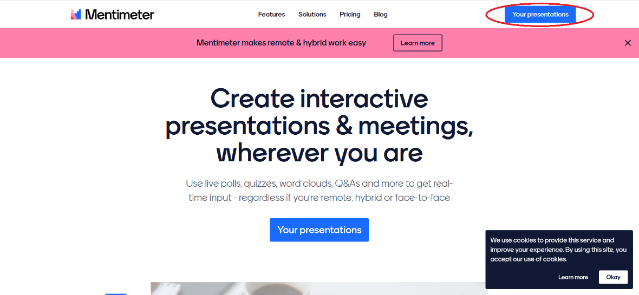 Mentimeter
Features Solutions Pricing Blog
Your presentations
Mentimeter makes remote & hybrid work easy
Learn more
Create interactive
presentations & meetings,
wherever you are
Use live polls, quizzes, word clouds, Q&As and more to get real-
time input - regardless if you're remote, hybrid or face-to-face
Your presentations
We use cookies to provide this service and
improve your experience. By using this site, you
accept our use of cookies.
Learn more
Okay